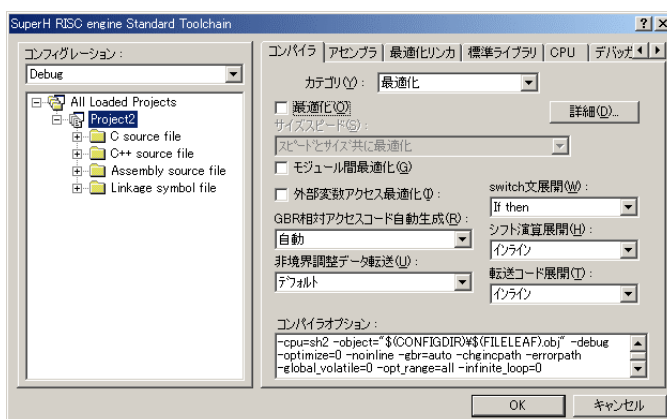 SuperH RISC engine Standard Toolchain
コンフィグレーション :
Debug
All Loaded Projects
Project2
C source file
C++ source file
Assembly source file
Linkage symbol file
コンパイラ アセンブラ 最適化リンカ 標準ライブラリ CPU デバッガ
カテゴリ(Y) : 最適化
最適化(O)
詳細(D)...
サイズスピード(S) :
スピードとサイズ共に最適化
モジュール間最適化(G)
外部変数アクセス最適化(I) :
switch文展開(W) :
If then
GBR相対アクセスコード自動生成(R) :
自動
シフト演算展開(H) :
インライン
非境界調整データ転送(U) :
デフォルト
転送コード展開(T) :
インライン
コンパイラオプション :
-cpu=sh2 -object="$(CONFIGDIR)¥$(FILELEAF).obj" -debug
-optimize=0 -noinline -gbr=auto -chgincpath -errorpath
-global_volatile=0 -opt_range=all -infinite_loop=0
OK キャンセル